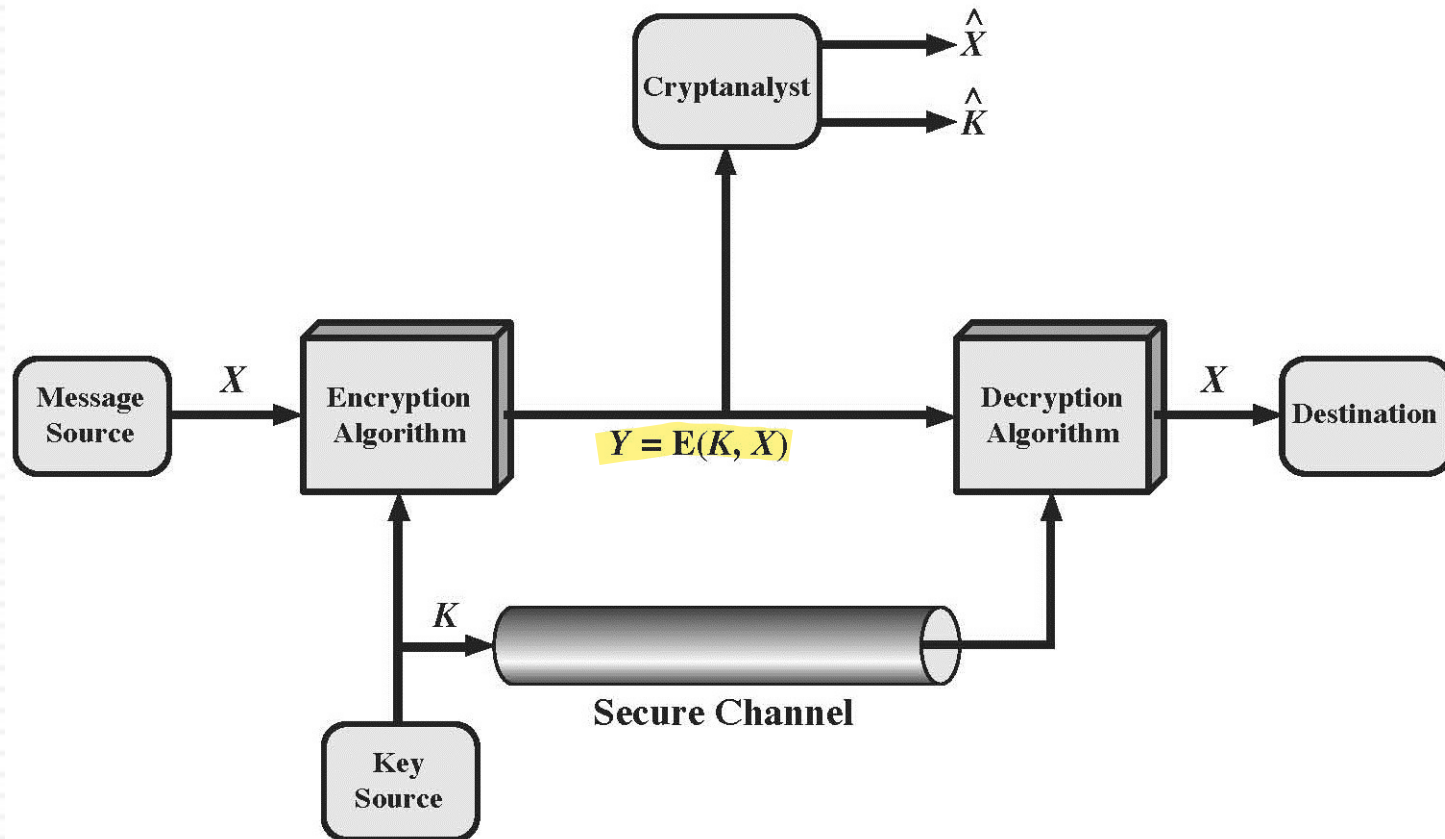 Cryptanalyst
X̂
K̂
Message
Source
X
Encryption
Algorithm
Y = E(K, X)
Decryption
Algorithm
X
Destination
K
Secure Channel
Key
Source